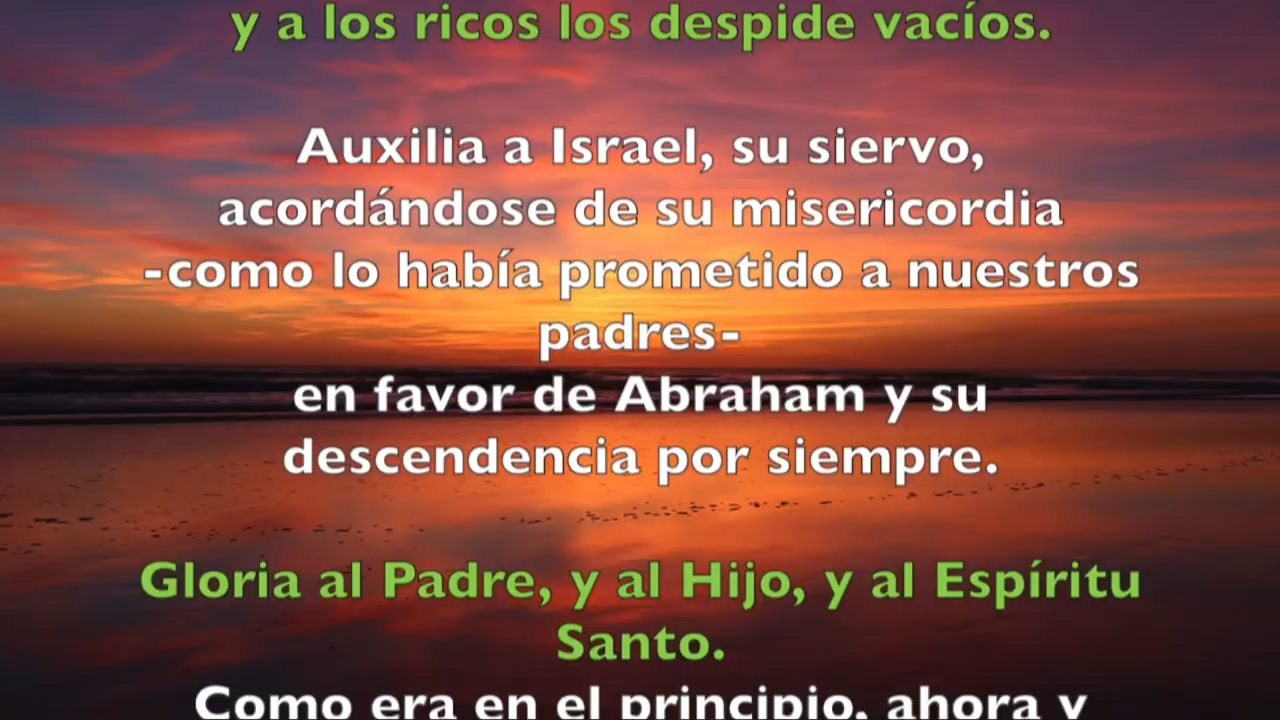 y a los ricos los despide vacíos.
Auxilia a Israel, su siervo,
acordándose de su misericordia
-como lo había prometido a nuestros
padres-
en favor de Abraham y su
descendencia por siempre.
Gloria al Padre, y al Hijo, y al Espíritu
Santo.
Como era en el principio, ahora y